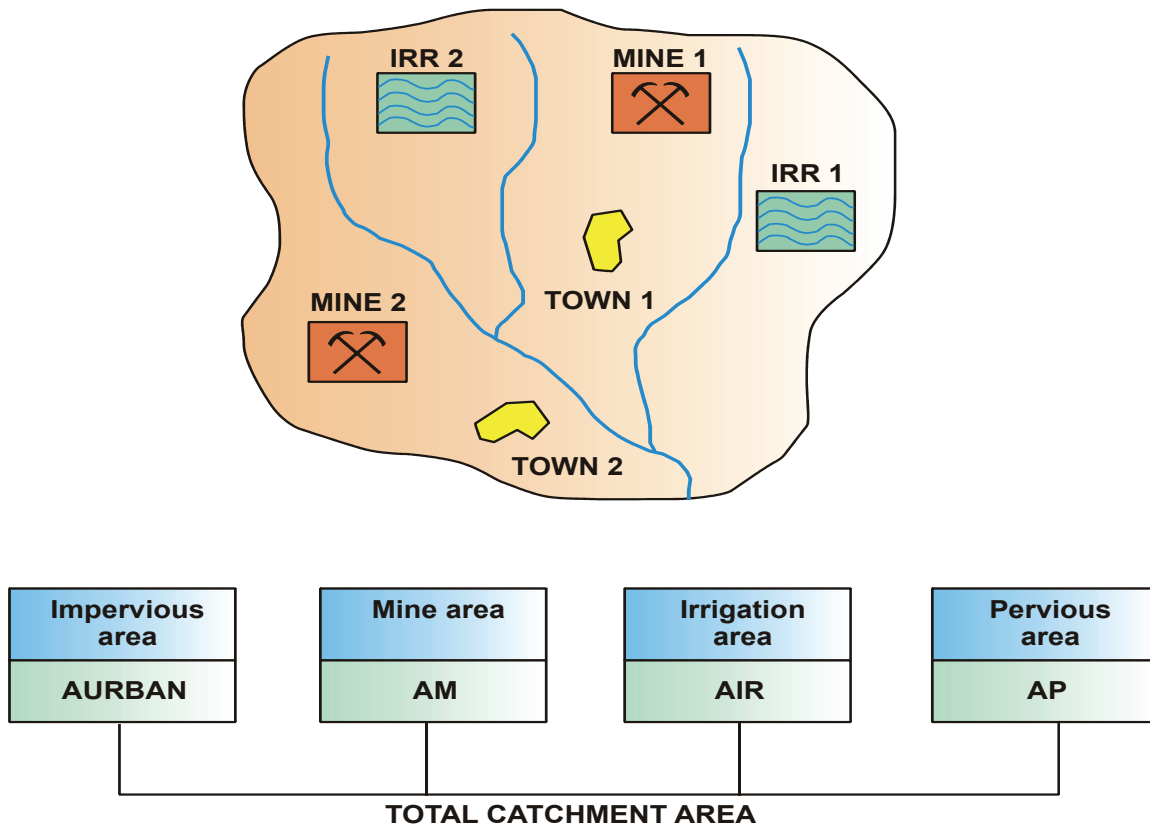 IRR 2
MINE 1
IRR 1
TOWN 1
MINE 2
TOWN 2
Impervious
area
AURBAN
Mine area
AM
Irrigation
area
AIR
Pervious
area
AP
TOTAL CATCHMENT AREA